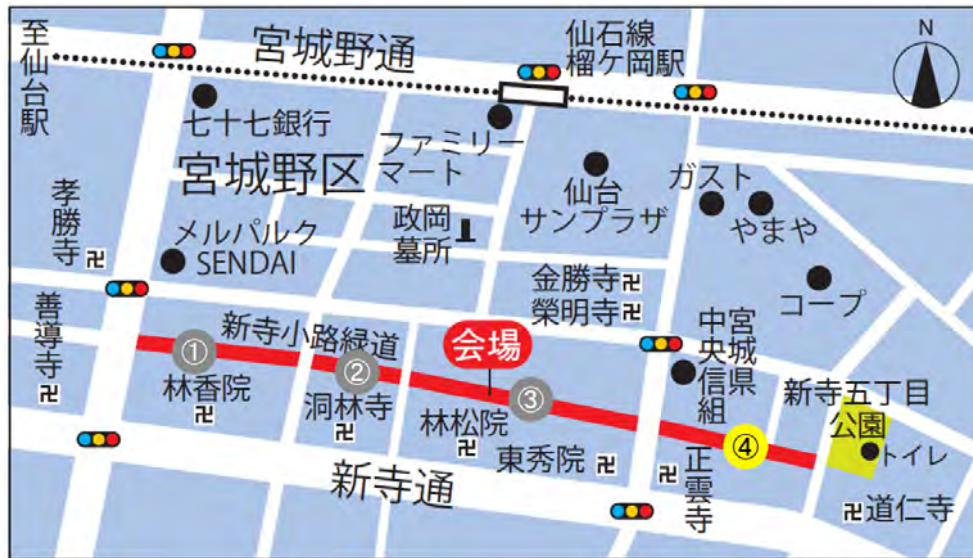 至仙台駅
宮城野通
仙石線
榴ケ岡駅
N
七十七銀行
ファミリー
マート
宮城野区
仙台
サンプラザ
ガスト
やまや
孝勝寺
卍
メルパルク
SENDAI
政岡
墓所
金勝寺卍
榮明寺卍
コープ
善導寺
卍
新寺小路緑道
会場
宮城県
中央信組
新寺五丁目
公園
トイレ
①
②
③
④
林香院
卍
洞林寺
卍
林松院
卍
東秀院 卍
卍正雲寺
卍道仁寺
新寺通